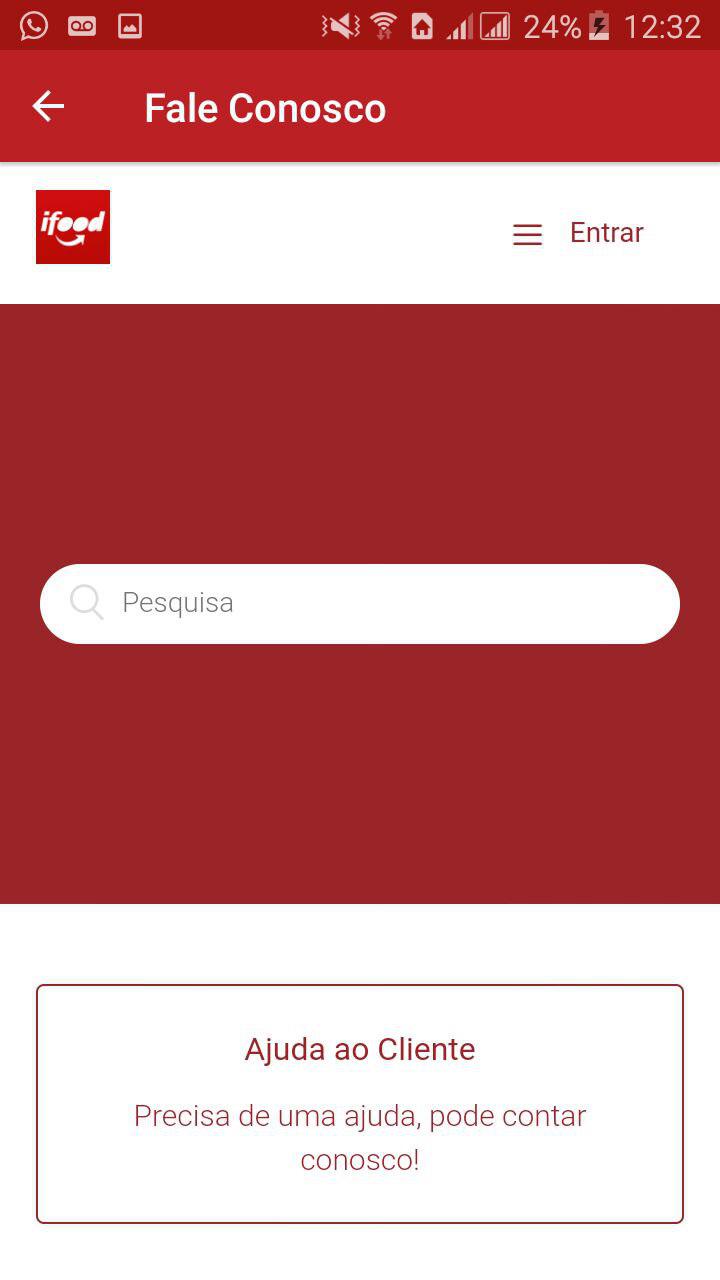 24% 12:32
Fale Conosco
ifood
Entrar
Pesquisa
Ajuda ao Cliente
Precisa de uma ajuda, pode contar
conosco!